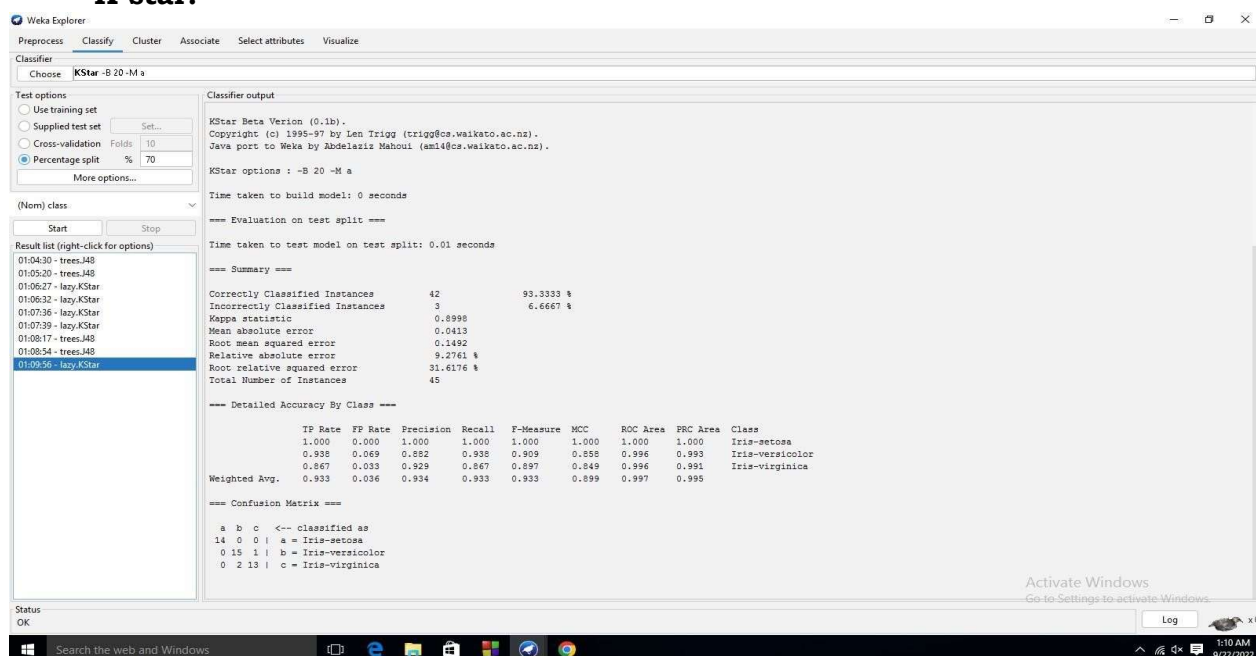 K-star:
Weka Explorer
Preprocess Classify Cluster Associate Select attributes Visualize
Classifier
Choose KStar -B 20 -M a
Test options
Use training set
Supplied test set Set...
Cross-validation Folds 10
Percentage split % 70
More options...
(Nom) class
Start Stop
Result list (right-click for options)
01:04:30 - trees.J48
01:05:20 - trees.J48
01:06:27 - lazy.KStar
01:06:32 - lazy.KStar
01:07:36 - lazy.KStar
01:07:39 - lazy.KStar
01:08:17 - trees.J48
01:08:54 - trees.J48
01:09:56 - lazy.KStar
Classifier output
KStar Beta Verion (0.1b).
Copyright (c) 1995-97 by Len Trigg (trigg@cs.waikato.ac.nz).
Java port to Weka by Abdelaziz Mahoui (am14@cs.waikato.ac.nz).
KStar options : -B 20 -M a
Time taken to build model: 0 seconds
=== Evaluation on test split ===
Time taken to test model on test split: 0.01 seconds
=== Summary ===
Correctly Classified Instances 42 93.3333 %
Incorrectly Classified Instances 3 6.6667 %
Kappa statistic 0.8998
Mean absolute error 0.0413
Root mean squared error 0.1492
Relative absolute error 9.2761 %
Root relative squared error 31.6176 %
Total Number of Instances 45
=== Detailed Accuracy By Class ===
TP Rate FP Rate Precision Recall F-Measure MCC ROC Area PRC Area Class
1.000 0.000 1.000 1.000 1.000 1.000 1.000 1.000 Iris-setosa
0.938 0.069 0.882 0.938 0.909 0.858 0.996 0.993 Iris-versicolor
0.867 0.033 0.929 0.867 0.897 0.849 0.996 0.991 Iris-virginica
Weighted Avg. 0.933 0.036 0.934 0.933 0.933 0.899 0.997 0.995
=== Confusion Matrix ===
a b c <-- classified as
14 0 0 | a = Iris-setosa
0 15 1 | b = Iris-versicolor
0 2 13 | c = Iris-virginica
Activate Windows
Go to Settings to activate Windows.
Status
OK
Log
Search the web and Windows
1:10 AM
9/22/2022